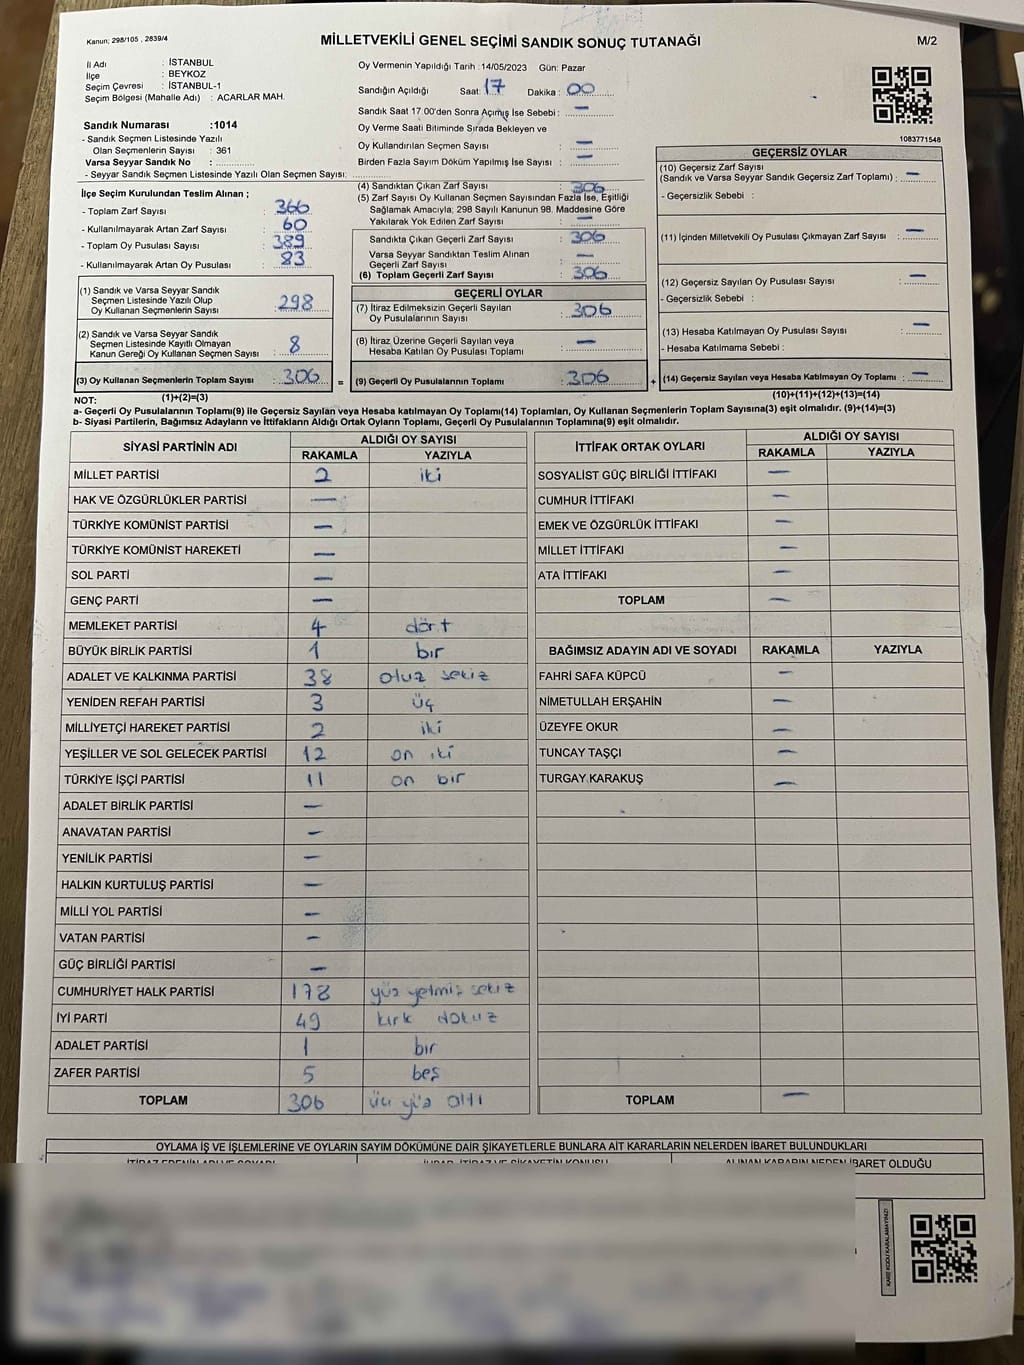 Kanun; 298/105 , 2839/4
MİLLETVEKİLİ GENEL SEÇİMİ SANDIK SONUÇ TUTANAĞI
M/2
İl Adı : İSTANBUL
İlçe : BEYKOZ
Seçim Çevresi : İSTANBUL-1
Seçim Bölgesi (Mahalle Adı) : ACARLAR MAH.
Sandık Numarası :1014
- Sandık Seçmen Listesinde Yazılı
Olan Seçmenlerin Sayısı : 361
Varsa Seyyar Sandık No :
- Seyyar Sandık Seçmen Listesinde Yazılı Olan Seçmen Sayısı:
Oy Vermenin Yapıldığı Tarih :14/05/2023 Gün: Pazar
Sandığın Açıldığı Saat: 17 Dakika : 00
Sandık Saat 17:00'den Sonra Açılmış İse Sebebi : —
Oy Verme Saati Bitiminde Sırada Bekleyen ve
Oy Kullandırılan Seçmen Sayısı : —
Birden Fazla Sayım Döküm Yapılmış İse Sayısı : —
1083771548
İlçe Seçim Kurulundan Teslim Alınan ;
- Toplam Zarf Sayısı : 366
- Kullanılmayarak Artan Zarf Sayısı : 60
- Toplam Oy Pusulası Sayısı : 389
- Kullanılmayarak Artan Oy Pusulası : 83
(1) Sandık ve Varsa Seyyar Sandık
Seçmen Listesinde Yazılı Olup
Oy Kullanan Seçmenlerin Sayısı : 298
(2) Sandık ve Varsa Seyyar Sandık
Seçmen Listesinde Kayıtlı Olmayan
Kanun Gereği Oy Kullanan Seçmen Sayısı : 8
(3) Oy Kullanan Seçmenlerin Toplam Sayısı : 306 =
(1)+(2)=(3)
(4) Sandıktan Çıkan Zarf Sayısı : 306
(5) Zarf Sayısı Oy Kullanan Seçmen Sayısından Fazla İse, Eşitliği
Sağlamak Amacıyla; 298 Sayılı Kanunun 98. Maddesine Göre
Yakılarak Yok Edilen Zarf Sayısı : —
Sandıkta Çıkan Geçerli Zarf Sayısı : 306
Varsa Seyyar Sandıktan Teslim Alınan
Geçerli Zarf Sayısı : —
(6) Toplam Geçerli Zarf Sayısı : 306
GEÇERLİ OYLAR
(7) İtiraz Edilmeksizin Geçerli Sayılan
Oy Pusulalarının Sayısı : 306
(8) İtiraz Üzerine Geçerli Sayılan veya
Hesaba Katılan Oy Pusulası Toplamı : —
(9) Geçerli Oy Pusulalarının Toplamı : 306 +
GEÇERSİZ OYLAR
(10) Geçersiz Zarf Sayısı
(Sandık ve Varsa Seyyar Sandık Geçersiz Zarf Toplamı) : —
- Geçersizlik Sebebi :
(11) İçinden Milletvekili Oy Pusulası Çıkmayan Zarf Sayısı : —
(12) Geçersiz Sayılan Oy Pusulası Sayısı : —
- Geçersizlik Sebebi :
(13) Hesaba Katılmayan Oy Pusulası Sayısı : —
- Hesaba Katılmama Sebebi :
(14) Geçersiz Sayılan veya Hesaba Katılmayan Oy Toplamı : —
(10)+(11)+(12)+(13)=(14)
NOT:
a- Geçerli Oy Pusulalarının Toplamı(9) ile Geçersiz Sayılan veya Hesaba katılmayan Oy Toplamı(14) Toplamları, Oy Kullanan Seçmenlerin Toplam Sayısına(3) eşit olmalıdır. (9)+(14)=(3)
b- Siyasi Partilerin, Bağımsız Adayların ve İttifakların Aldığı Ortak Oyların Toplamı, Geçerli Oy Pusulalarının Toplamına(9) eşit olmalıdır.
SİYASİ PARTİNİN ADI ALDIĞI OY SAYISI
RAKAMLA YAZIYLA
MİLLET PARTİSİ 2 iki
HAK VE ÖZGÜRLÜKLER PARTİSİ —
TÜRKİYE KOMÜNİST PARTİSİ —
TÜRKİYE KOMÜNİST HAREKETİ —
SOL PARTİ —
GENÇ PARTİ —
MEMLEKET PARTİSİ 4 dört
BÜYÜK BİRLİK PARTİSİ 1 bir
ADALET VE KALKINMA PARTİSİ 38 otuz sekiz
YENİDEN REFAH PARTİSİ 3 üç
MİLLİYETÇİ HAREKET PARTİSİ 2 iki
YEŞİLLER VE SOL GELECEK PARTİSİ 12 on iki
TÜRKİYE İŞÇİ PARTİSİ 11 on bir
ADALET BİRLİK PARTİSİ —
ANAVATAN PARTİSİ —
YENİLİK PARTİSİ —
HALKIN KURTULUŞ PARTİSİ —
MİLLİ YOL PARTİSİ —
VATAN PARTİSİ —
GÜÇ BİRLİĞİ PARTİSİ —
CUMHURİYET HALK PARTİSİ 178 yüz yetmiş sekiz
İYİ PARTİ 49 kırk dokuz
ADALET PARTİSİ 1 bir
ZAFER PARTİSİ 5 beş
TOPLAM 306 üç yüz altı
İTTİFAK ORTAK OYLARI ALDIĞI OY SAYISI
RAKAMLA YAZIYLA
SOSYALİST GÜÇ BİRLİĞİ İTTİFAKI —
CUMHUR İTTİFAKI —
EMEK VE ÖZGÜRLÜK İTTİFAKI —
MİLLET İTTİFAKI —
ATA İTTİFAKI —
TOPLAM —
BAĞIMSIZ ADAYIN ADI VE SOYADI RAKAMLA YAZIYLA
FAHRİ SAFA KÜPCÜ —
NİMETULLAH ERŞAHİN —
ÜZEYFE OKUR —
TUNCAY TAŞÇI —
TURGAY KARAKUŞ —
TOPLAM —
OYLAMA İŞ VE İŞLEMLERİNE VE OYLARIN SAYIM DÖKÜMÜNE DAİR ŞİKAYETLERLE BUNLARA AİT KARARLARIN NELERDEN İBARET BULUNDUKLARI
İTİRAZ EDENİN ADI VE SOYADI İHBAR, İTİRAZ VE ŞİKAYETİN KONUSU ALINAN KARARIN NEDEN İBARET OLDUĞU
KARE KODU KARALAMAYINIZ!